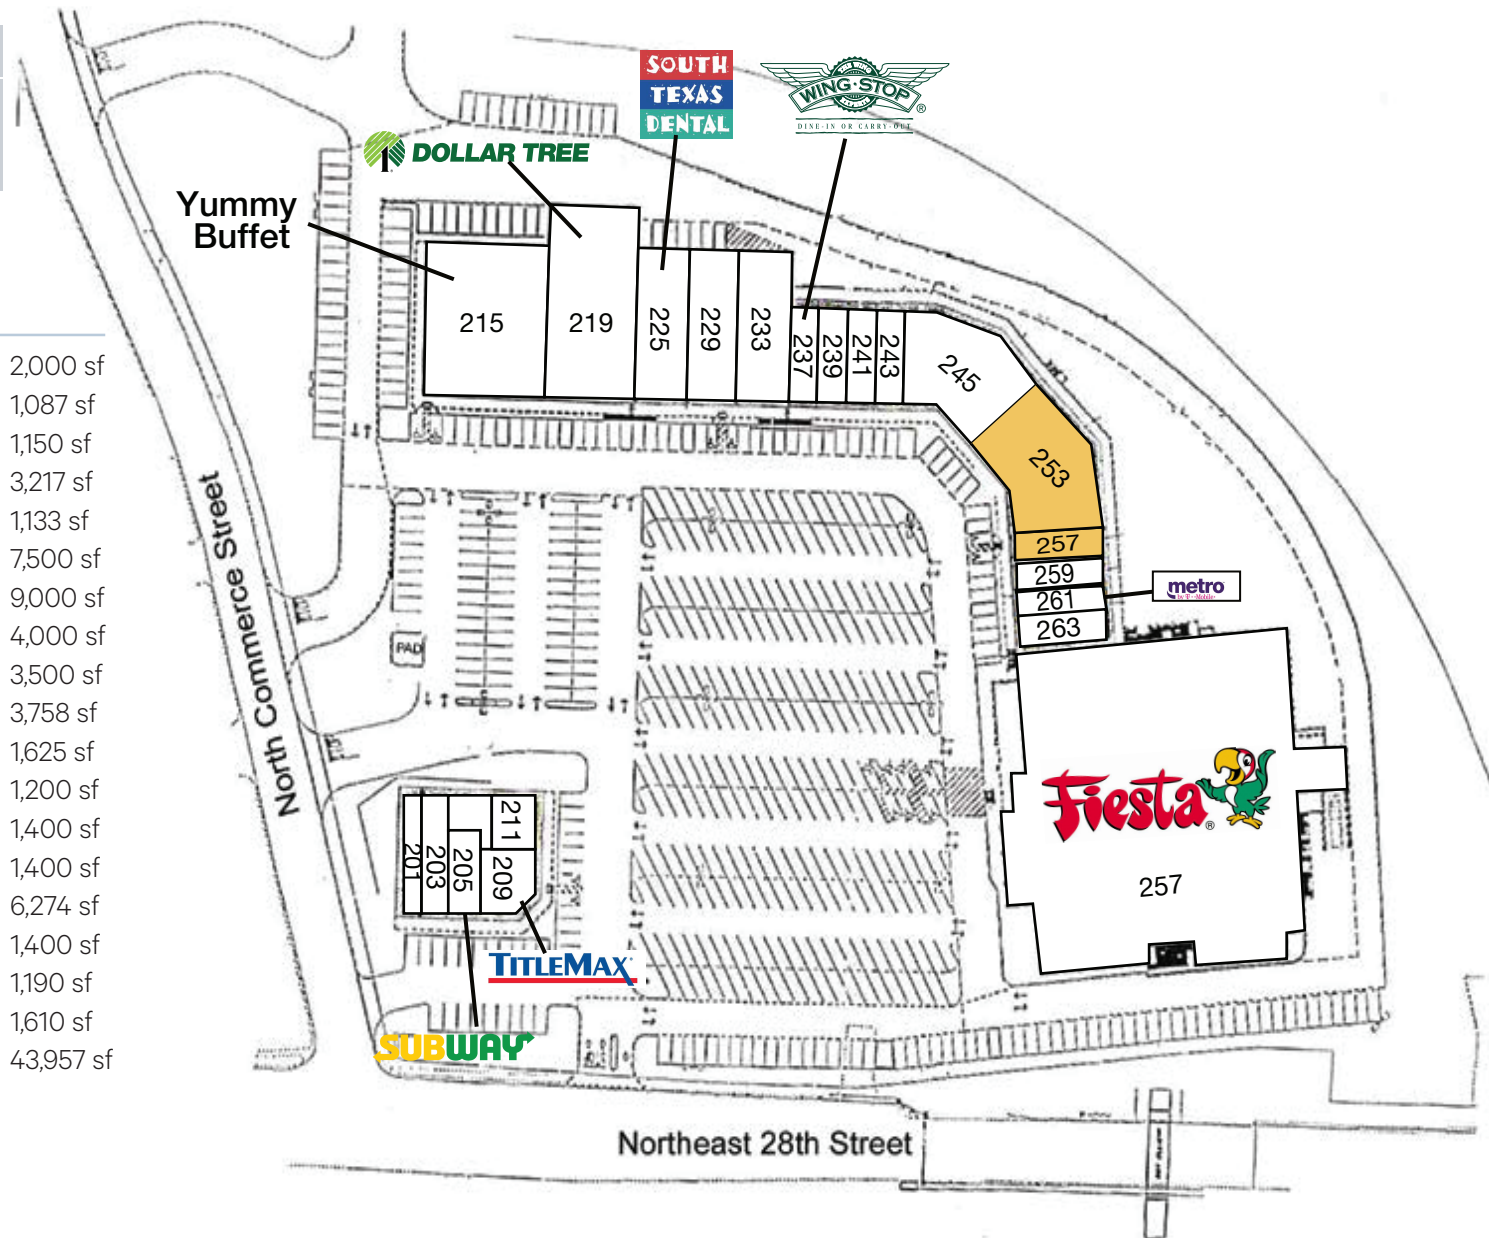 SOUTH
TEXAS
DENTAL
WING·STOP®
DINE-IN OR CARRY-OUT
1 DOLLAR TREE
Yummy
Buffet
215
219
225
229
233
237
239
241
243
245
253
257
259
261
263
metro
by T-Mobile
2,000 sf
1,087 sf
1,150 sf
3,217 sf
1,133 sf
7,500 sf
9,000 sf
4,000 sf
3,500 sf
3,758 sf
1,625 sf
1,200 sf
1,400 sf
1,400 sf
6,274 sf
1,400 sf
1,190 sf
1,610 sf
43,957 sf
North Commerce Street
PAD
Fiesta®
257
201
203
205
209
211
TITLEMAX
SUBWAY
Northeast 28th Street